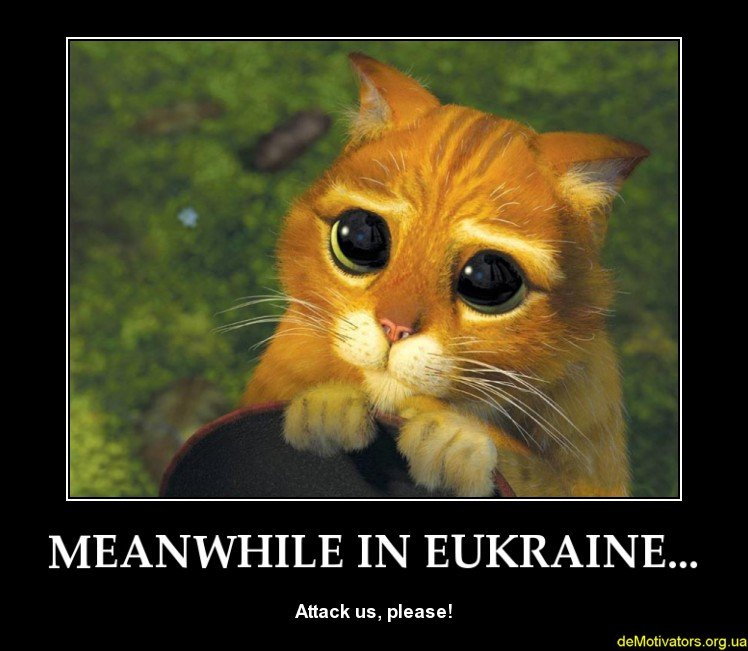 MEANWHILE IN EUKRAINE...
Attack us, please!
deMotivators.org.ua